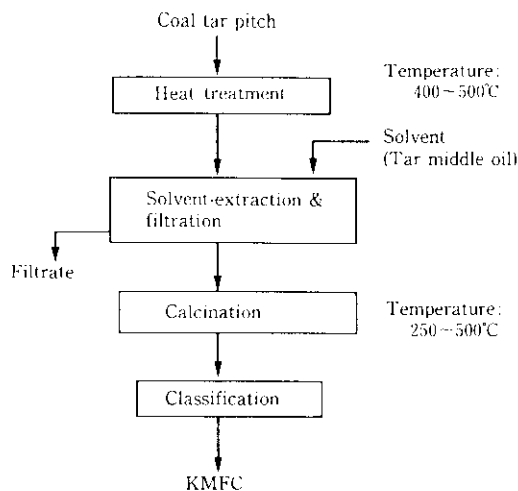 Coal tar pitch
Heat treatment
Temperature:
400~500℃
Solvent
(Tar middle oil)
Solvent-extraction &
filtration
Filtrate
Calcination
Temperature:
250~500℃
Classification
KMFC